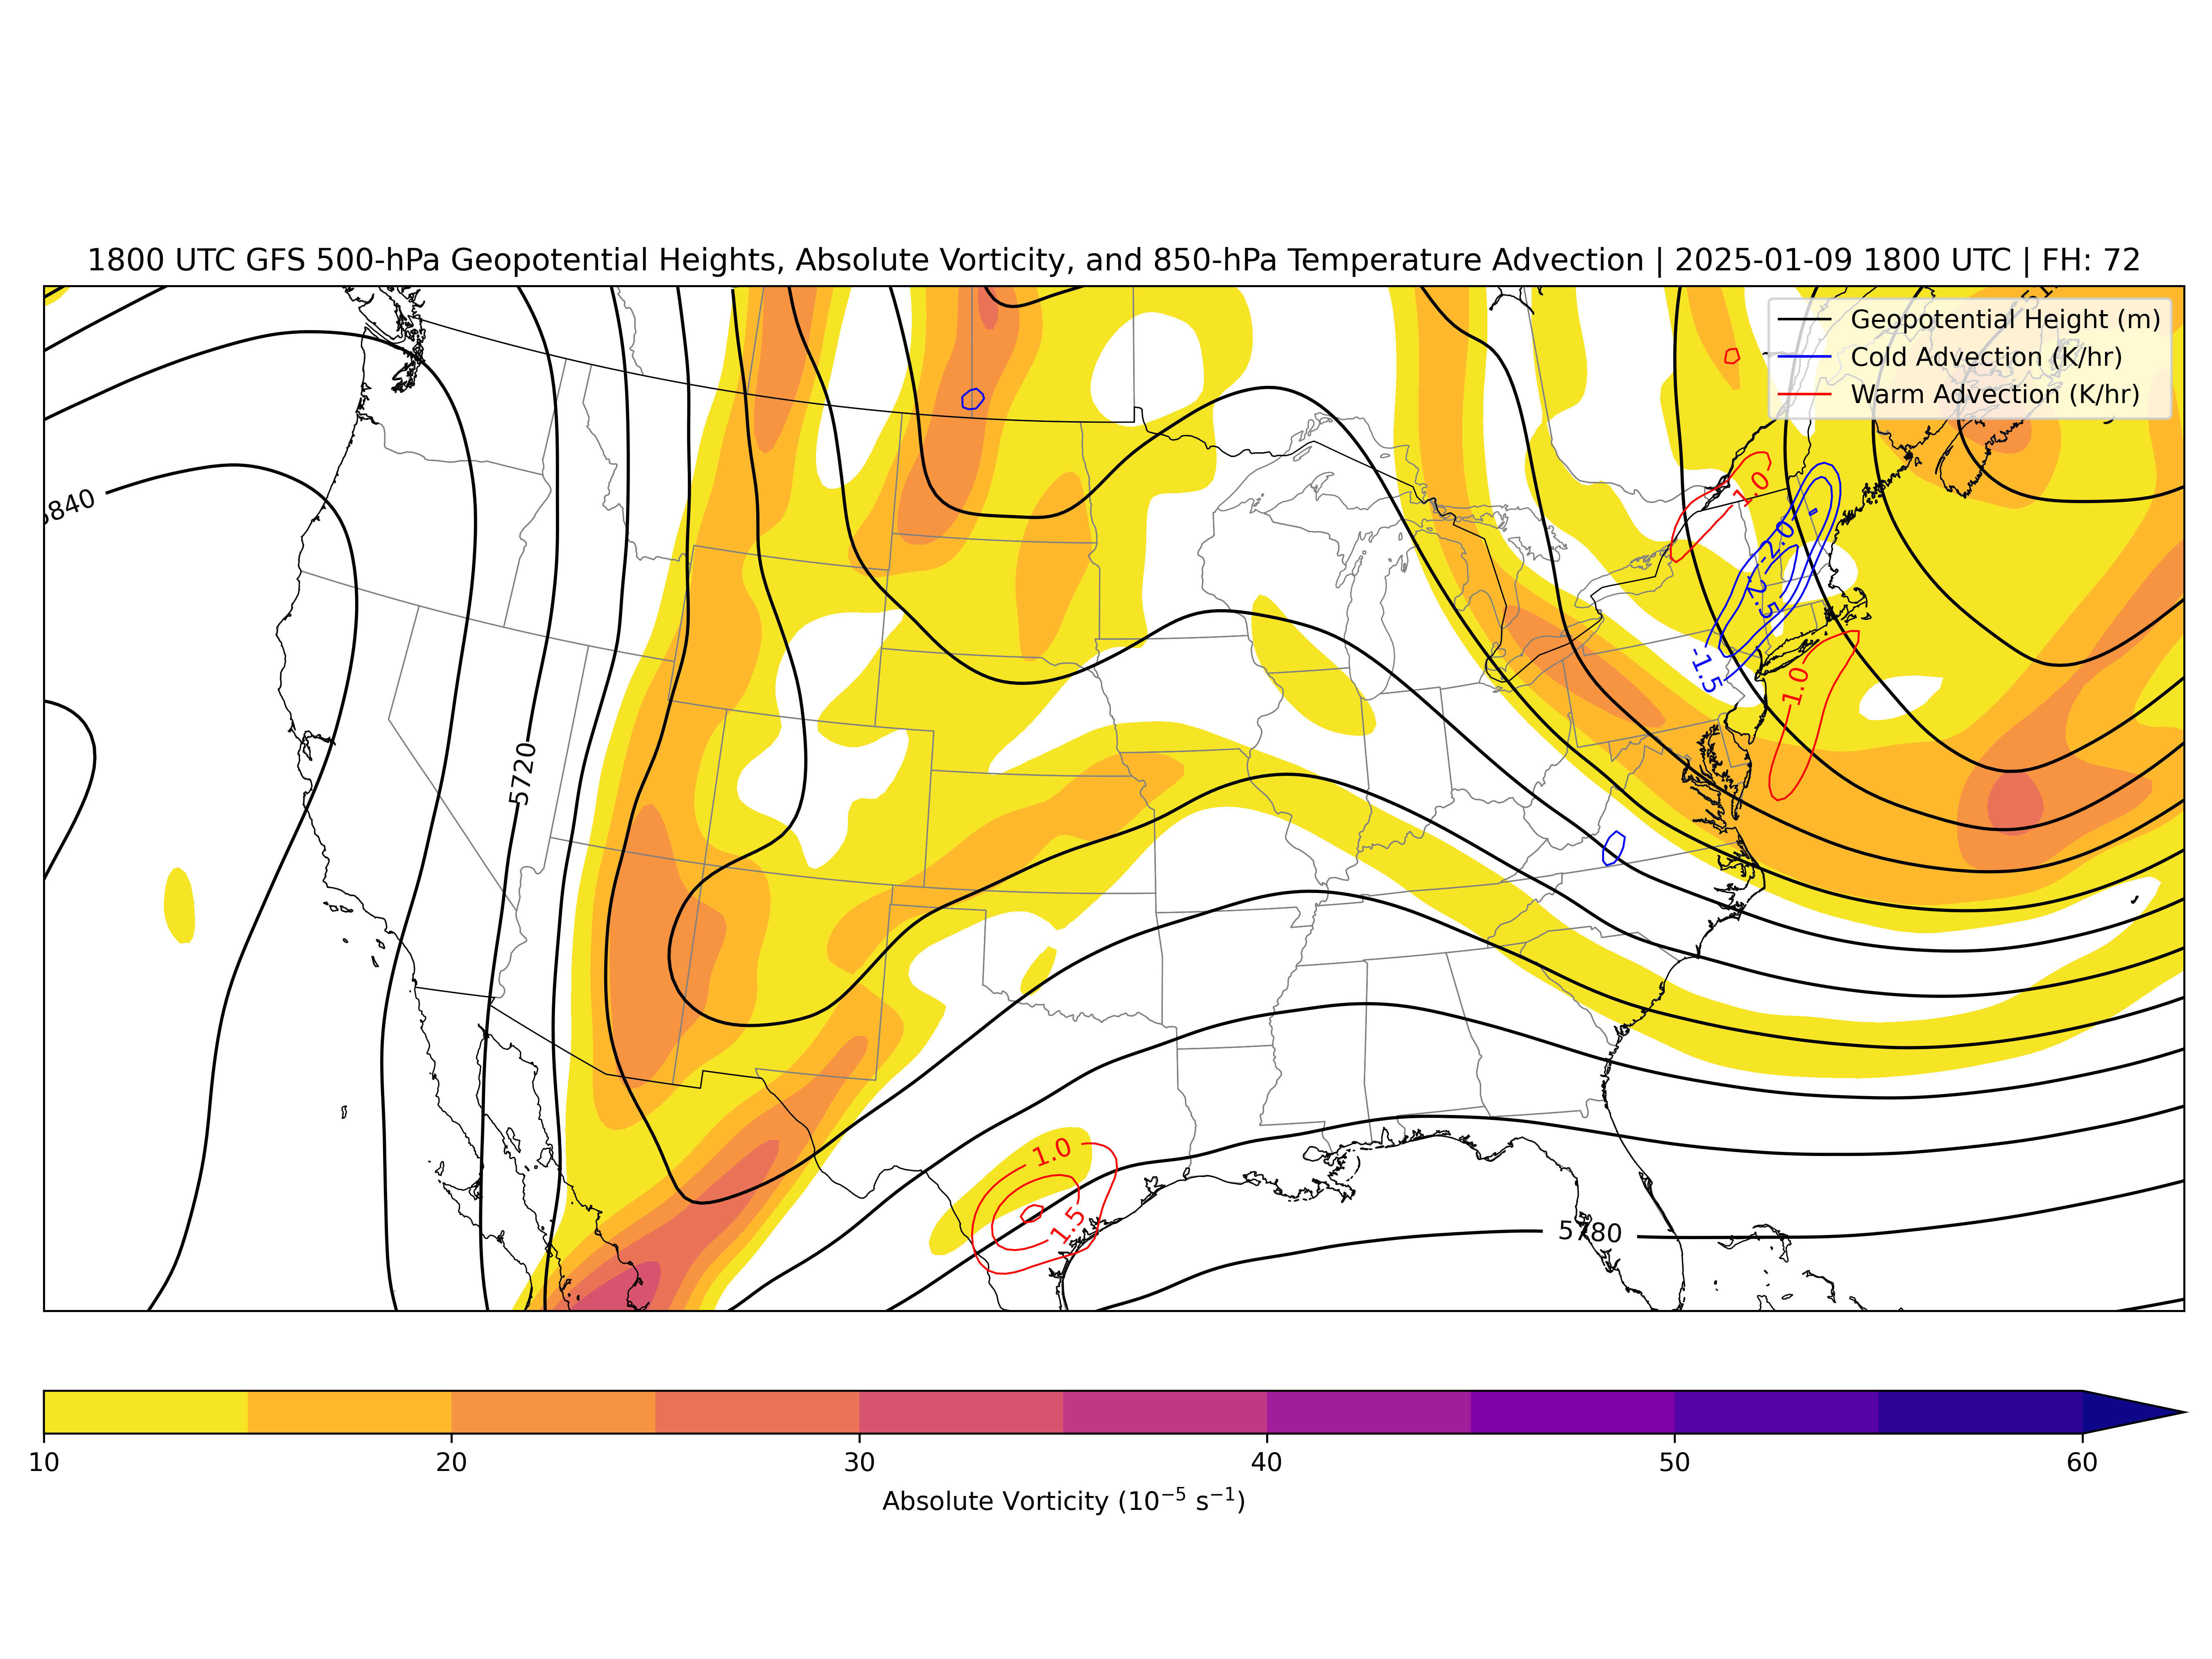 1800 UTC GFS 500-hPa Geopotential Heights, Absolute Vorticity, and 850-hPa Temperature Advection | 2025-01-09 1800 UTC | FH: 72
Geopotential Height (m)
Cold Advection (K/hr)
Warm Advection (K/hr)
5720
1.0
-2.0
-2.5
-1.5
1.0
1.0
1.5
5780
10 20 30 40 50 60
Absolute Vorticity (10⁻⁵ s⁻¹)